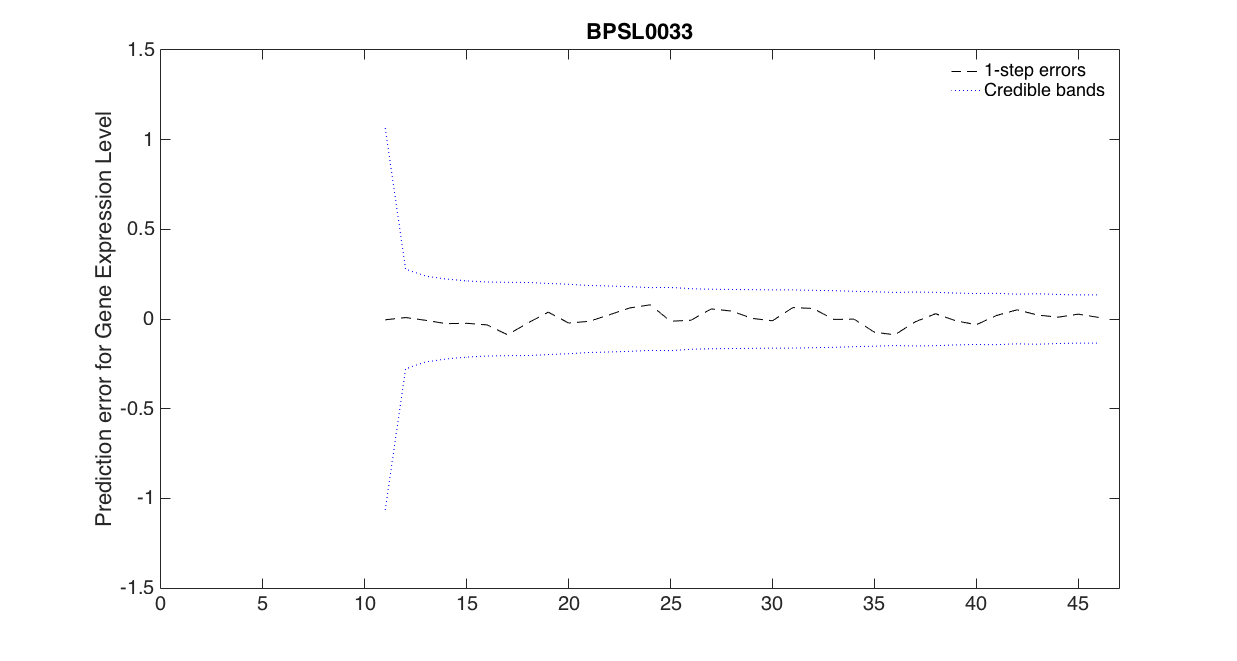 BPSL0033
1-step errors
Credible bands
Prediction error for Gene Expression Level
1.5
1
0.5
0
-0.5
-1
-1.5
0 5 10 15 20 25 30 35 40 45